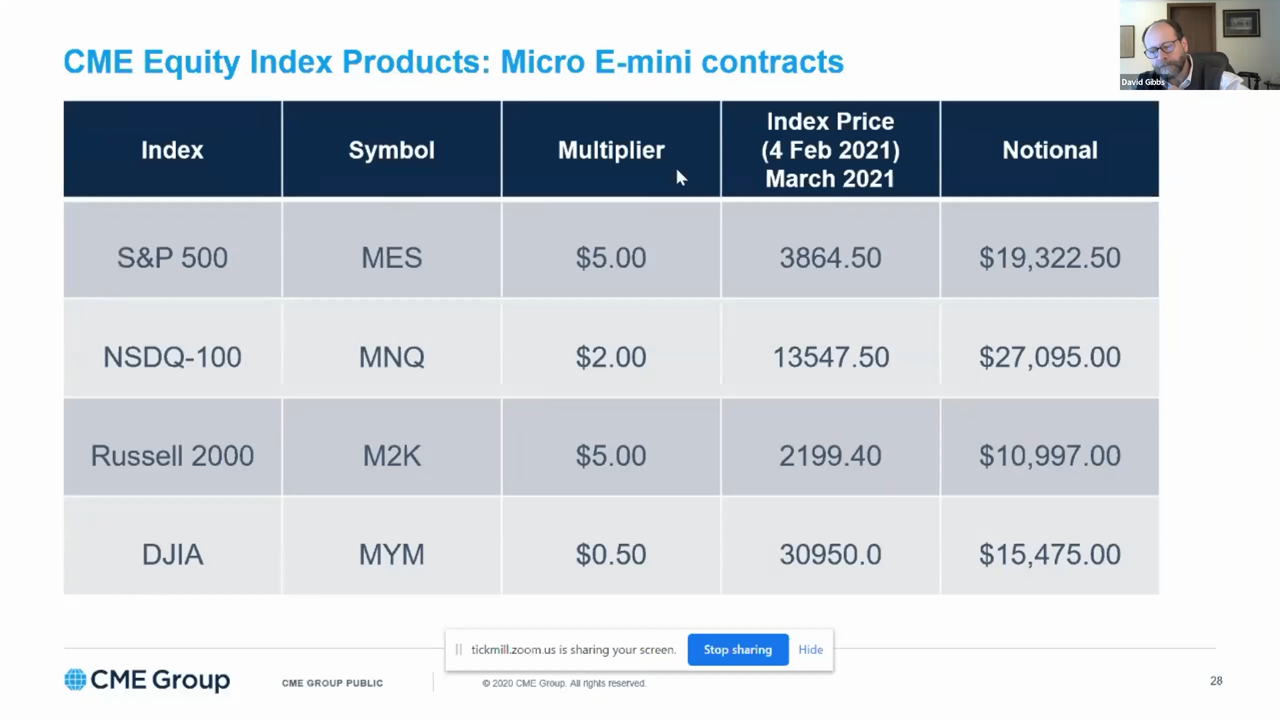 CME Equity Index Products: Micro E-mini contracts
David Gibbs
Index Symbol Multiplier Index Price (4 Feb 2021) March 2021 Notional
S&P 500 MES $5.00 3864.50 $19,322.50
NSDQ-100 MNQ $2.00 13547.50 $27,095.00
Russell 2000 M2K $5.00 2199.40 $10,997.00
DJIA MYM $0.50 30950.0 $15,475.00
tickmill.zoom.us is sharing your screen. Stop sharing Hide
CME Group CME GROUP PUBLIC © 2020 CME Group. All rights reserved. 28